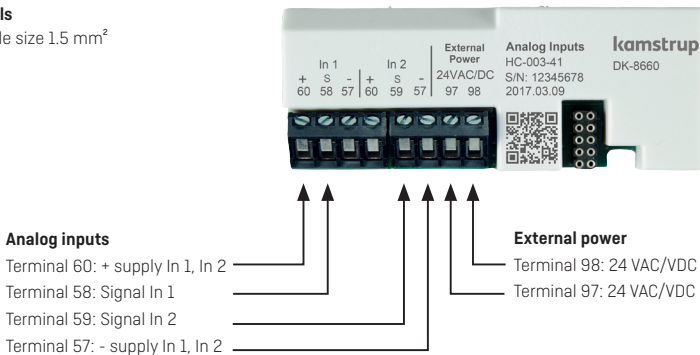 ls
le size 1.5 mm²
In 1
+ S -
60 58 57
In 2
+ S -
60 59 57
External
Power
24VAC/DC
97 98
Analog Inputs
HC-003-41
S/N: 12345678
2017.03.09
kamstrup
DK-8660
Analog inputs
Terminal 60: + supply In 1, In 2
Terminal 58: Signal In 1
Terminal 59: Signal In 2
Terminal 57: - supply In 1, In 2
External power
Terminal 98: 24 VAC/VDC
Terminal 97: 24 VAC/VDC